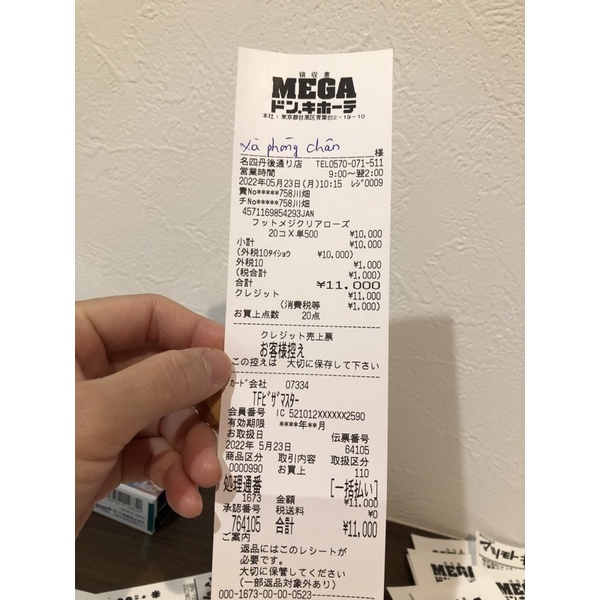 領収書
MEGA
ドン.キホーテ
本社:東京都目黒区青葉台2-19-10
xà phòng chân 様
名四丹後通り店 TEL0570-071-511
営業時間 9:00~翌2:00
2022年05月23日(月)10:15 レジ0009
責No*****758川畑
チNo*****758川畑
4571169854293JAN
フットメジクリアローズ
20コX単500 ¥10,000
小計 ¥10,000
(外税10タイショウ ¥10,000)
外税10 ¥1,000
(税合計 ¥1,000)
合計 ¥11,000
クレジット ¥11,000
(消費税等 ¥1,000)
お買上点数 20点
クレジット売上票
お客様控え
この控えは 大切に保存して下さい
カード会社 07334
TFビザマスター
会員番号 IC 521012XXXXXX2590
有効期限 ****年**月
お取扱日 伝票番号
2022年 5月23日 64105
商品区分 取引内容 取扱区分
0000990 お買上 110
処理通番 [一括払い]
1673 金額 ¥11,000
承認番号 税送料 ¥0
764105 合計 ¥11,000
ご案内
返品にはこのレシートが
必要です。
大切に保管してください
(一部返品対象外あり)
000-1673-00-00-0523
MEGA
MEGA